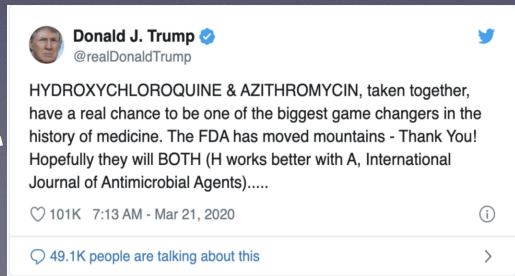 Donald J. Trump
@realDonaldTrump
HYDROXYCHLOROQUINE & AZITHROMYCIN, taken together,
have a real chance to be one of the biggest game changers in the
history of medicine. The FDA has moved mountains - Thank You!
Hopefully they will BOTH (H works better with A, International
Journal of Antimicrobial Agents).....
101K 7:13 AM - Mar 21, 2020
49.1K people are talking about this